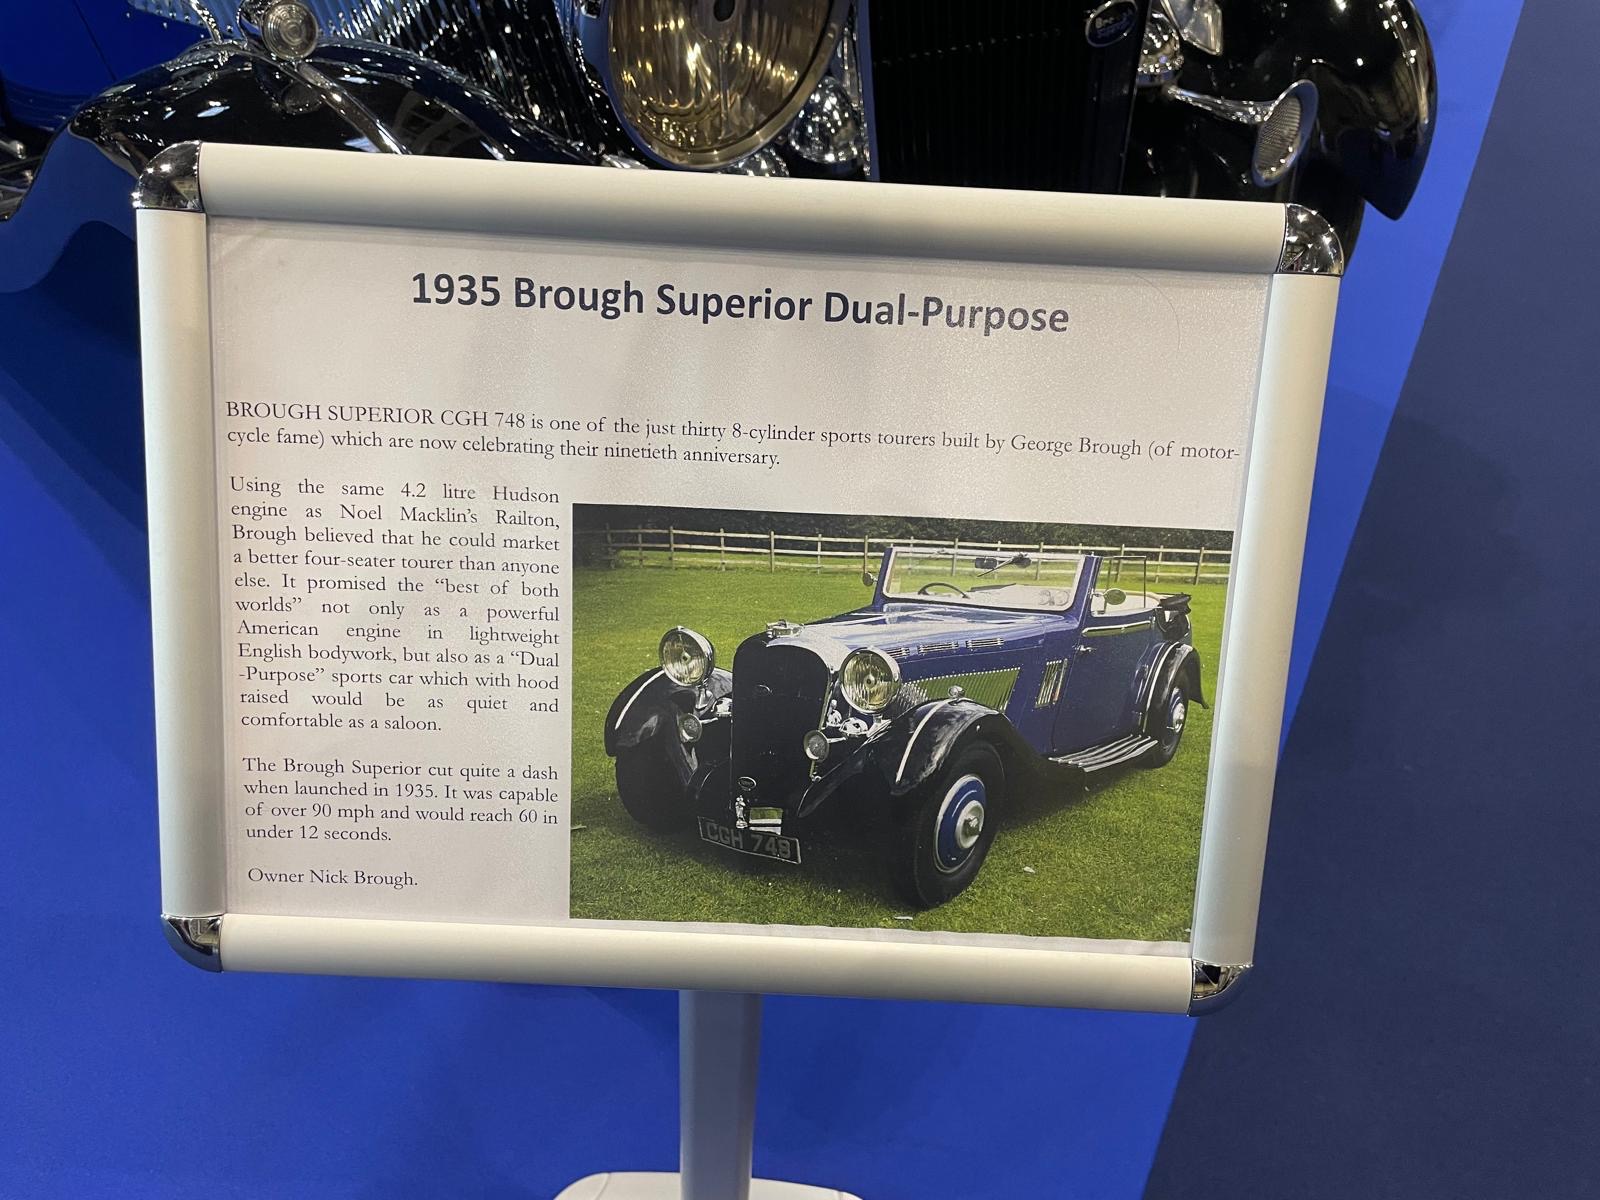 1935 Brough Superior Dual-Purpose
BROUGH SUPERIOR CGH 748 is one of the just thirty 8-cylinder sports tourers built by George Brough (of motor-
cycle fame) which are now celebrating their ninetieth anniversary.
Using the same 4.2 litre Hudson
engine as Noel Macklin’s Railton,
Brough believed that he could market
a better four-seater tourer than anyone
else. It promised the “best of both
worlds” not only as a powerful
American engine in lightweight
English bodywork, but also as a “Dual
-Purpose” sports car which with hood
raised would be as quiet and
comfortable as a saloon.
The Brough Superior cut quite a dash
when launched in 1935. It was capable
of over 90 mph and would reach 60 in
under 12 seconds.
Owner Nick Brough.
CGH 748